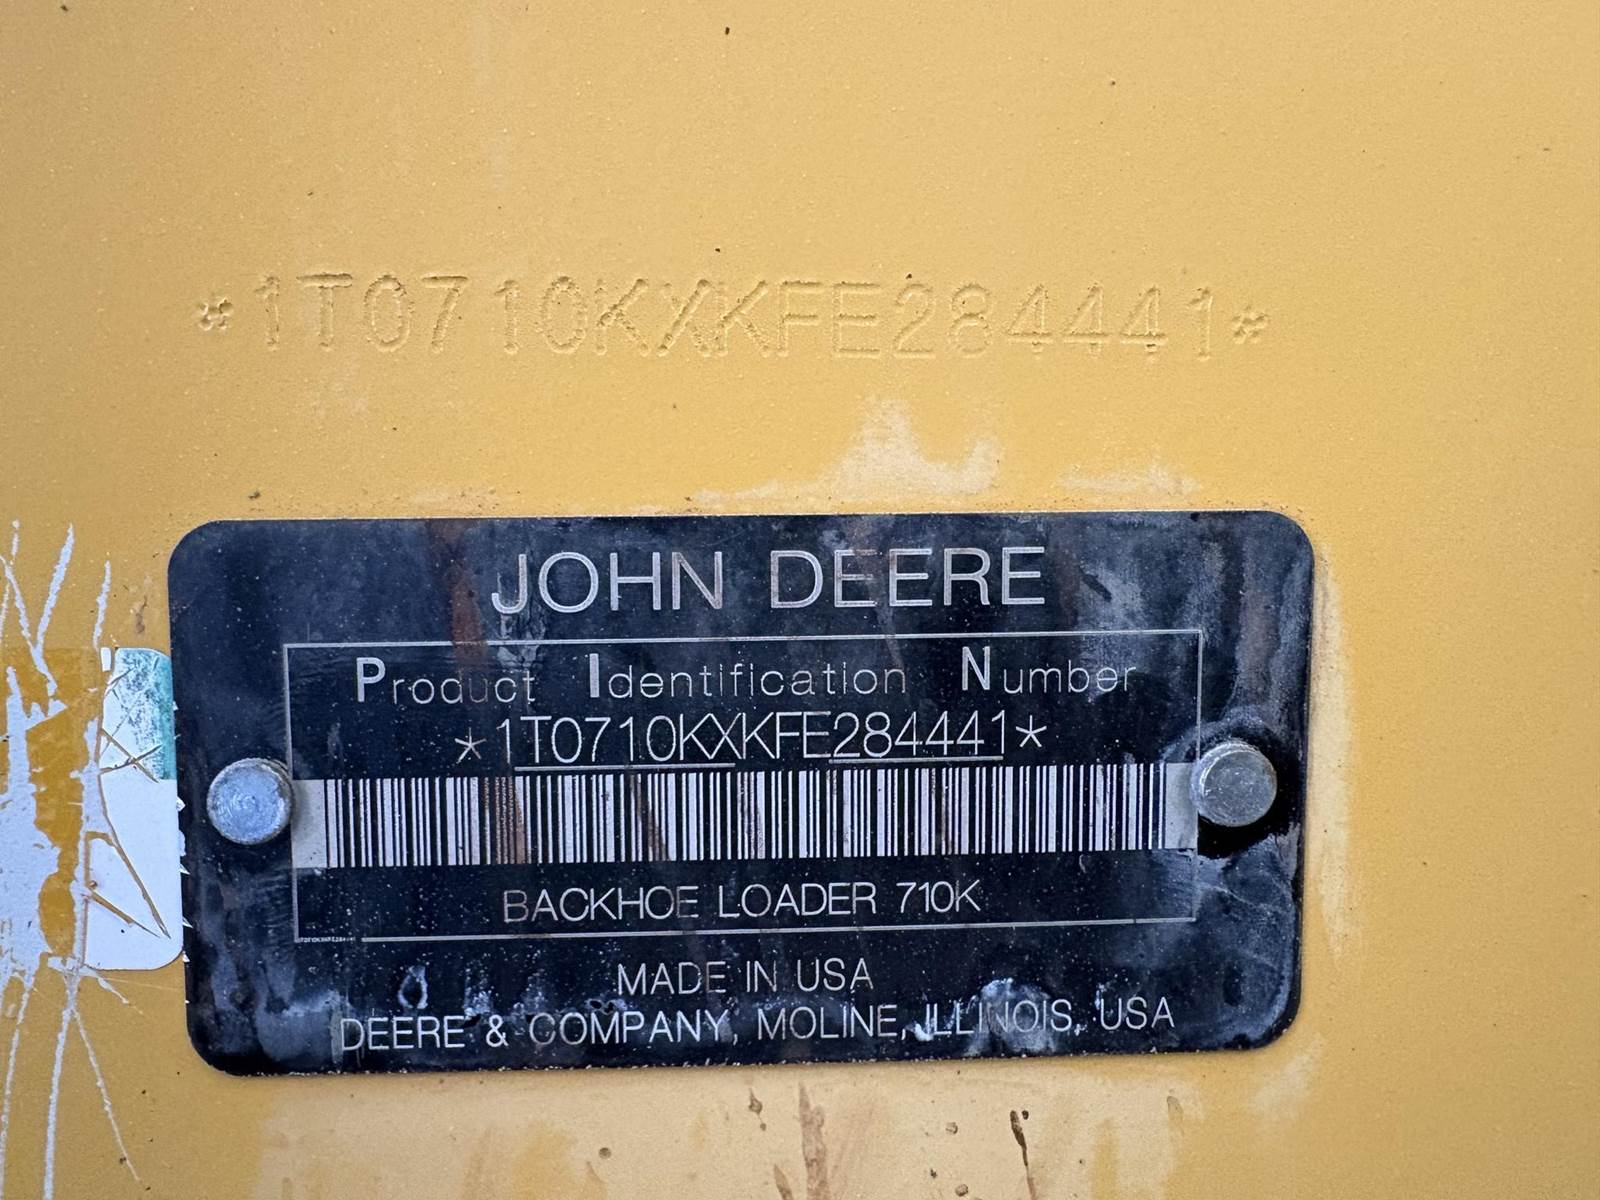 *1T0710KXKFE284441*
JOHN DEERE
Product Identification Number
*1T0710KXKFE284441*
BACKHOE LOADER 710K
MADE IN USA
DEERE & COMPANY, MOLINE, ILLINOIS, USA